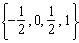 {-1/2, 0, 1/2, 1}